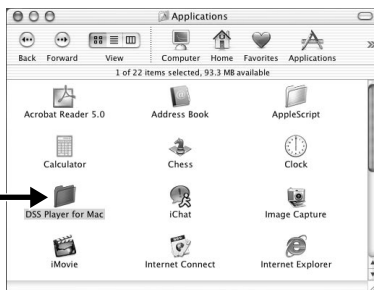 Applications
Back Forward View Computer Home Favorites Applications
1 of 22 items selected, 93.3 MB available
Acrobat Reader 5.0 Address Book AppleScript
Calculator Chess Clock
DSS Player for Mac iChat Image Capture
iMovie Internet Connect Internet Explorer